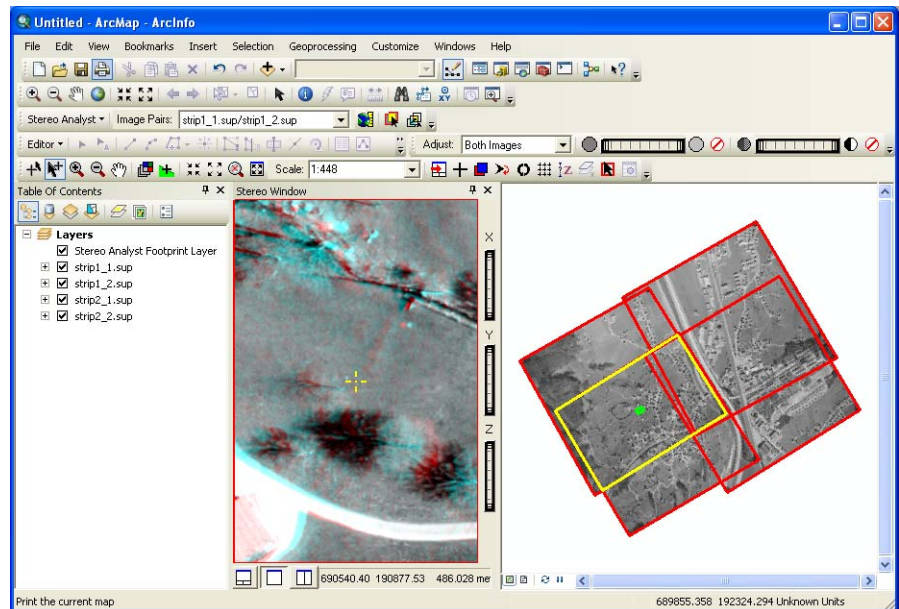 Untitled - ArcMap - ArcInfo
File Edit View Bookmarks Insert Selection Geoprocessing Customize Windows Help
Stereo Analyst Image Pairs: strip1_1.sup/strip1_2.sup
Editor Adjust: Both Images
Scale: 1:448
Table Of Contents
Stereo Window
Layers
Stereo Analyst Footprint Layer
strip1_1.sup
strip1_2.sup
strip2_1.sup
strip2_2.sup
X
Y
Z
690540.40 190877.53 486.028 me
Print the current map
689855.358 192324.294 Unknown Units